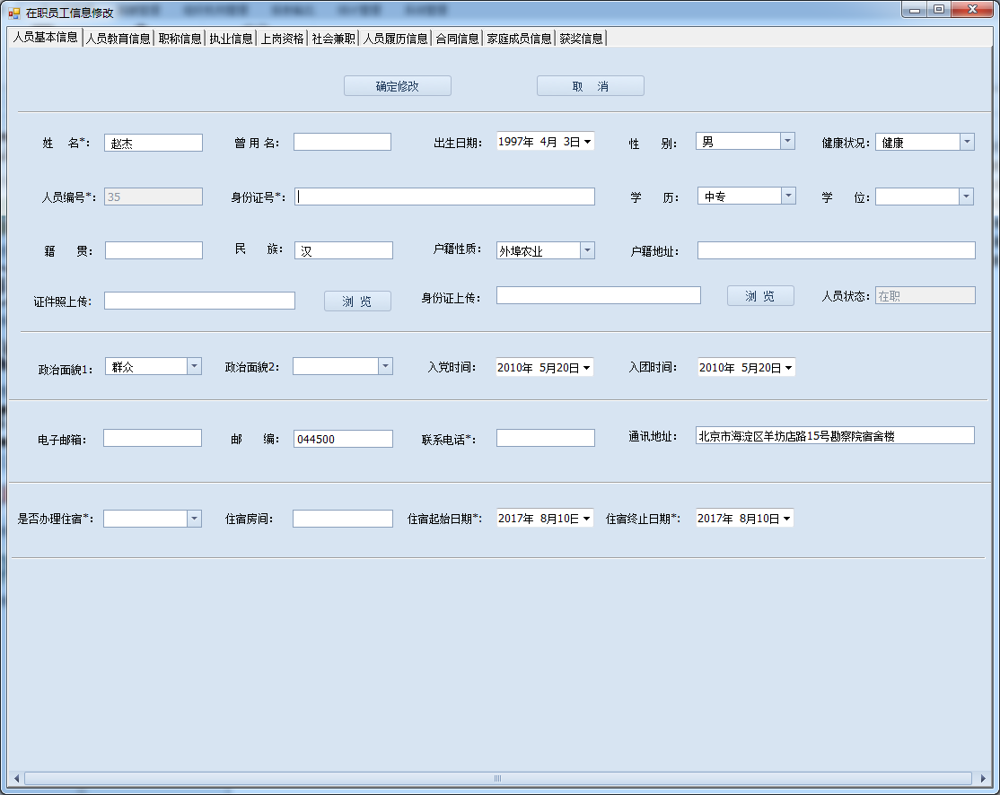 在职员工信息修改
人员基本信息 人员教育信息 职称信息 执业信息 上岗资格 社会兼职 人员履历信息 合同信息 家庭成员信息 获奖信息
确定修改 取 消
姓 名*： 赵杰 曾 用 名： 出生日期： 1997年 4月 3日 性 别： 男 健康状况： 健康
人员编号*： 35 身份证号*： 学 历： 中专 学 位：
籍 贯： 民 族： 汉 户籍性质： 外埠农业 户籍地址：
证件照上传： 浏 览 身份证上传： 浏 览 人员状态： 在职
政治面貌1： 群众 政治面貌2： 入党时间： 2010年 5月20日 入团时间： 2010年 5月20日
电子邮箱： 邮 编： 044500 联系电话*： 通讯地址： 北京市海淀区羊坊店路15号勘察院宿舍楼
是否办理住宿*： 住宿房间： 住宿起始日期*： 2017年 8月10日 住宿终止日期*： 2017年 8月10日